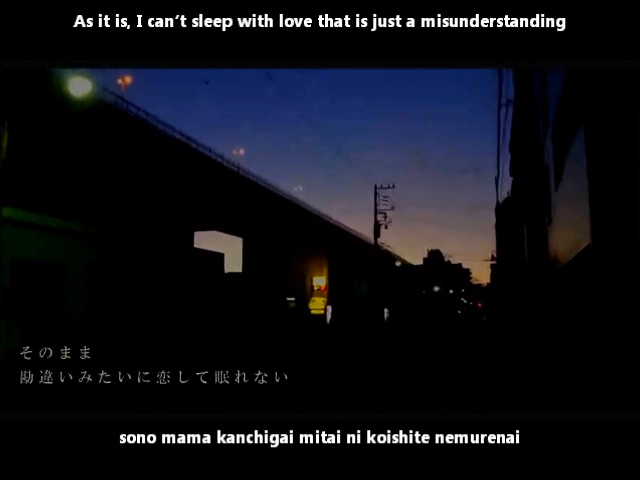 As it is, I can't sleep with love that is just a misunderstanding
そのまま
勘違いみたいに恋して眠れない
sono mama kanchigai mitai ni koishite nemurenai